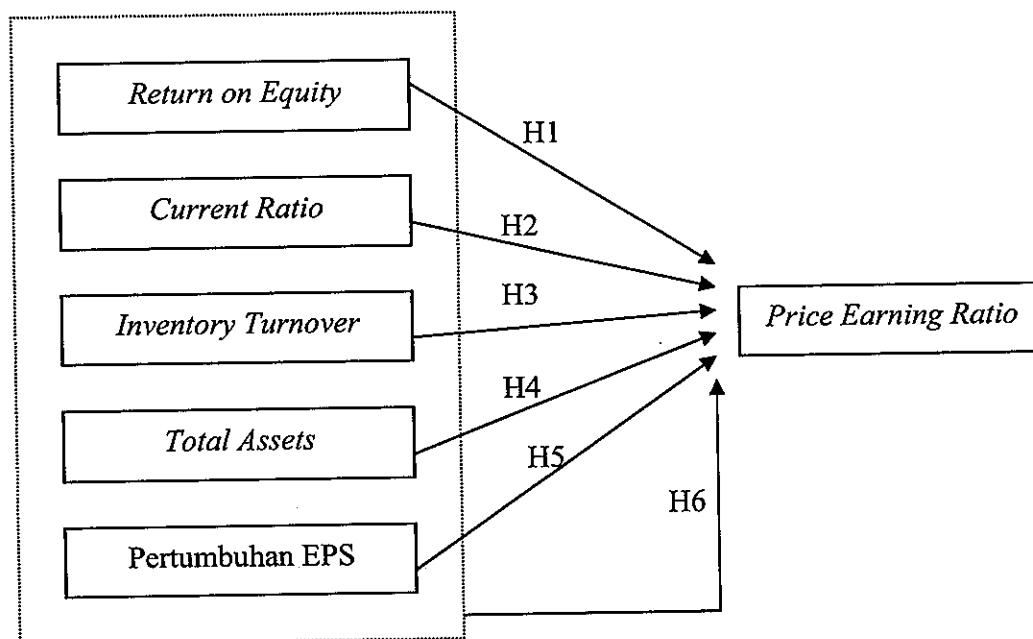 Return on Equity
H1
Current Ratio
H2
Inventory Turnover
H3
Price Earning Ratio
Total Assets
H4
H5
Pertumbuhan EPS
H6